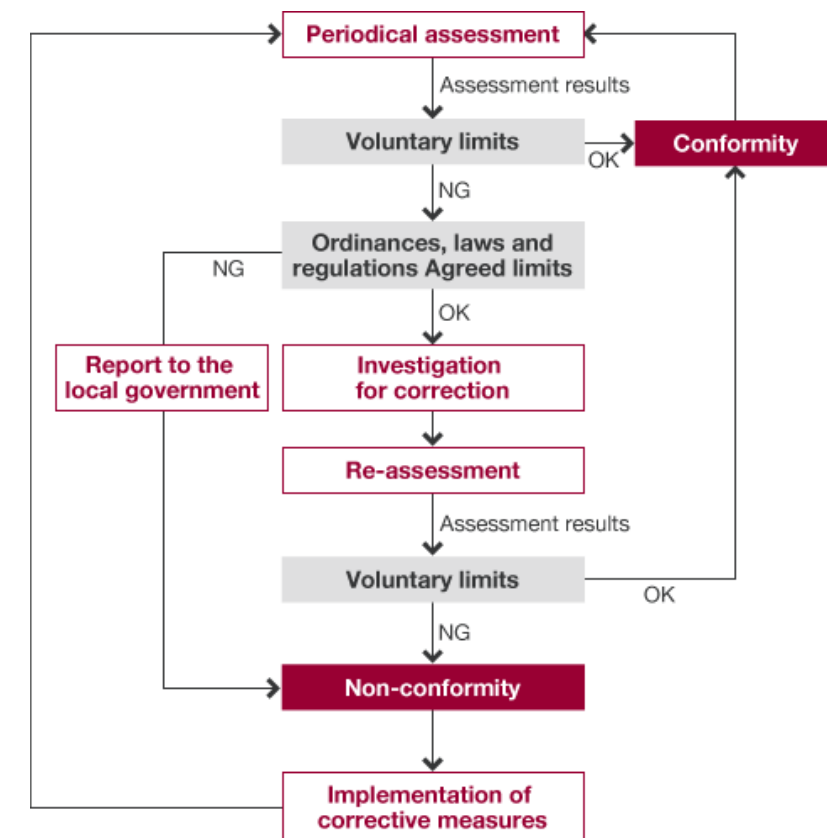 Periodical assessment
Assessment results
Voluntary limits
OK
Conformity
NG
Ordinances, laws and
regulations Agreed limits
NG
OK
Report to the
local government
Investigation
for correction
Re-assessment
Assessment results
Voluntary limits
OK
NG
Non-conformity
Implementation of
corrective measures